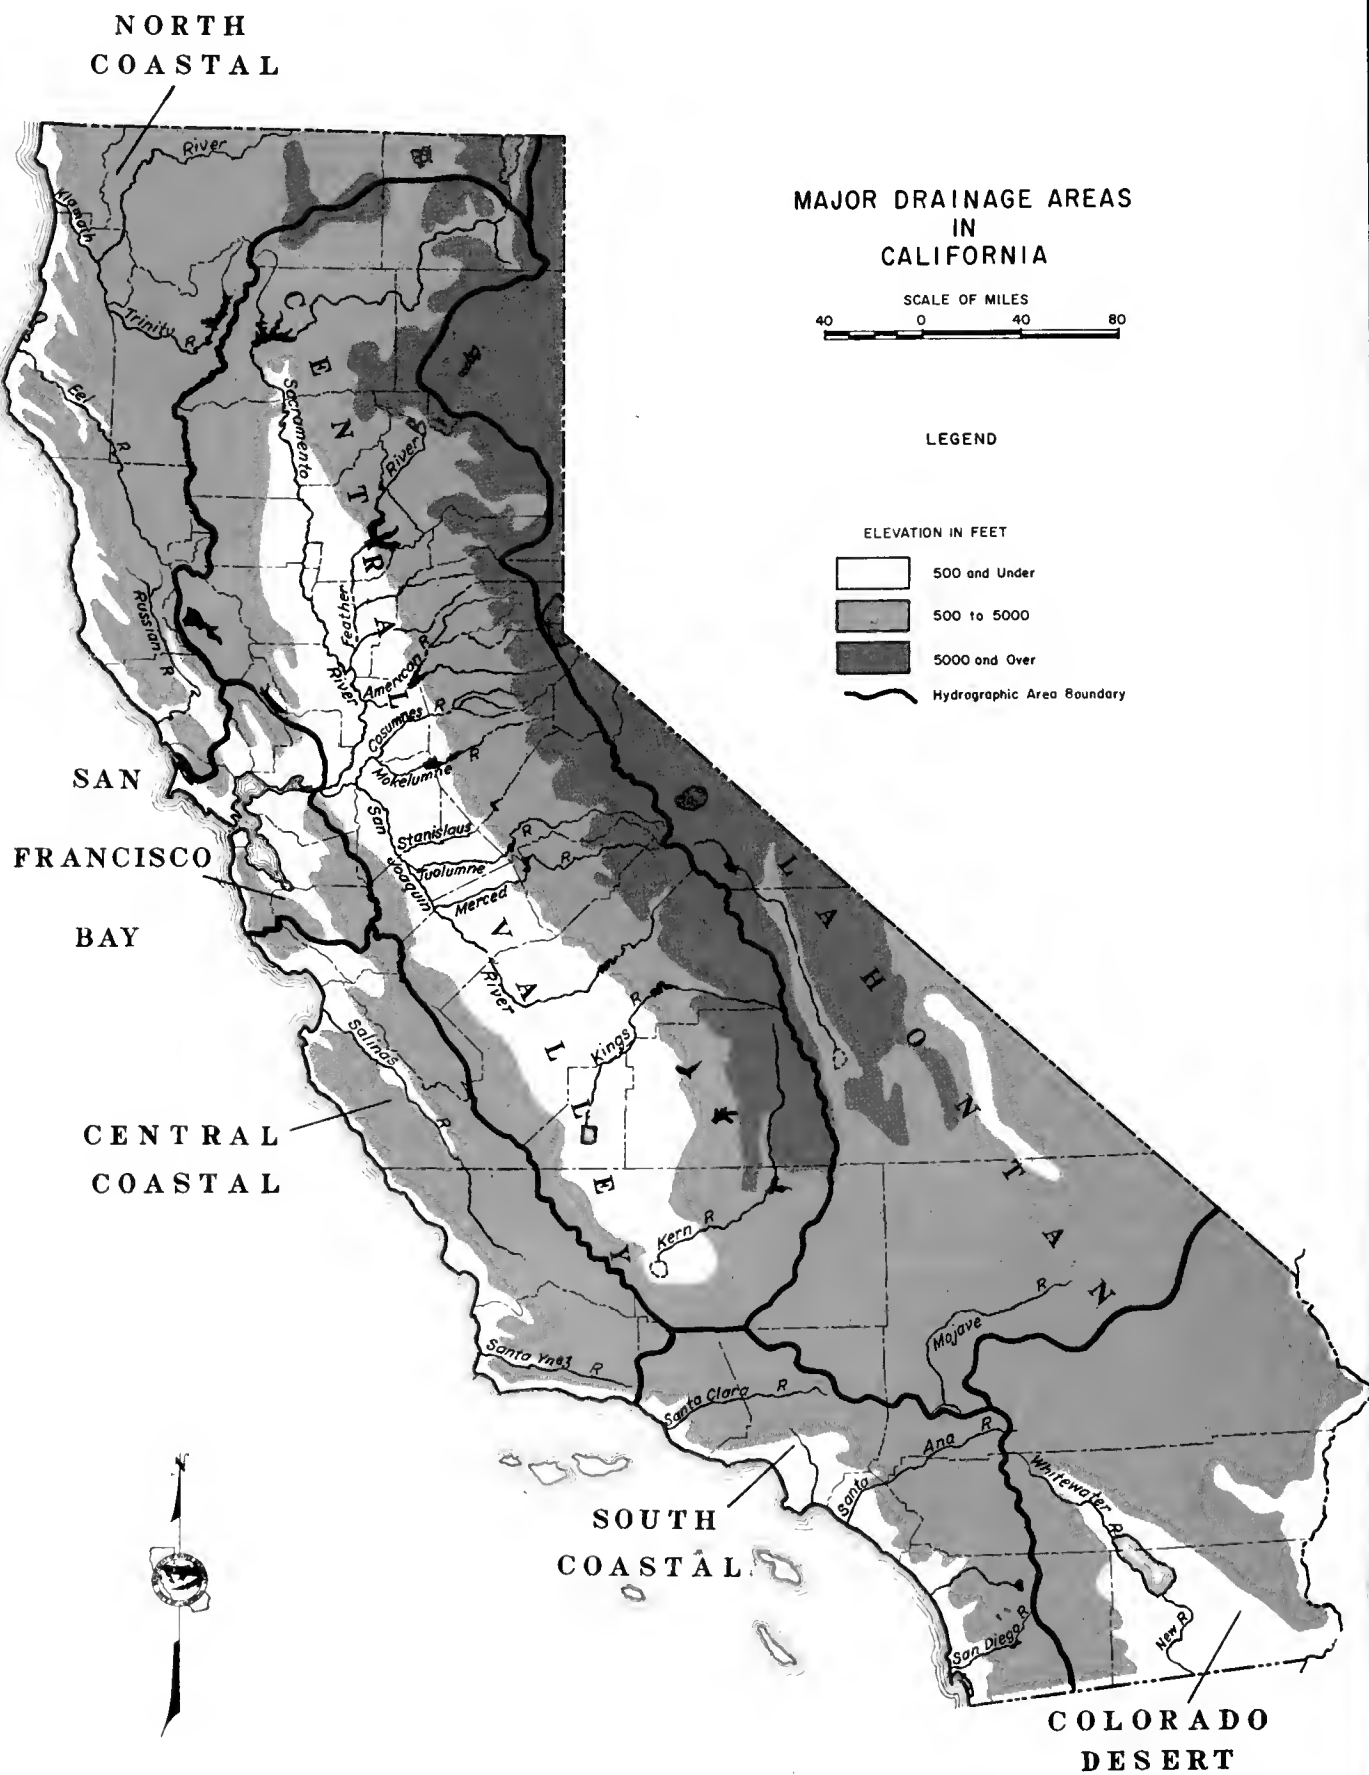 NORTH
COASTAL
MAJOR DRAINAGE AREAS
IN
CALIFORNIA
SCALE OF MILES
40 0 40 80
LEGEND
ELEVATION IN FEET
500 and Under
500 to 5000
5000 and Over
Hydrographic Area Boundary
Klamath
River
Trinity R
Eel
R
Sacramento
River
River
Feather
Russian R
American R
Cosumnes R
Mokelumne R
San Joaquin
River
Stanislaus R
Tuolumne R
Merced
CENTRAL
VALLEY
LAHONTAN
SAN
FRANCISCO
BAY
Kings R
Salinas
R
CENTRAL
COASTAL
Kern R
Mojave R
Santa Ynez R
Santa Clara R
Santa Ana R
Whitewater R
SOUTH
COASTAL
San Diego R
New R
COLORADO
DESERT
N